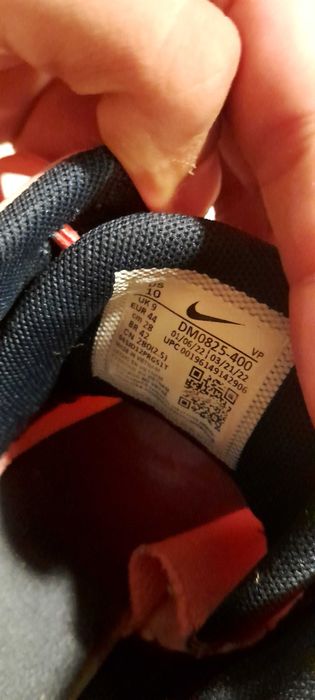 US
10
UK 9
EUR 44
cm 28
BR 42
CN 280(2.5)
DM0825-400 VP
01/06/22 03/21/22
UPC 00196149142906